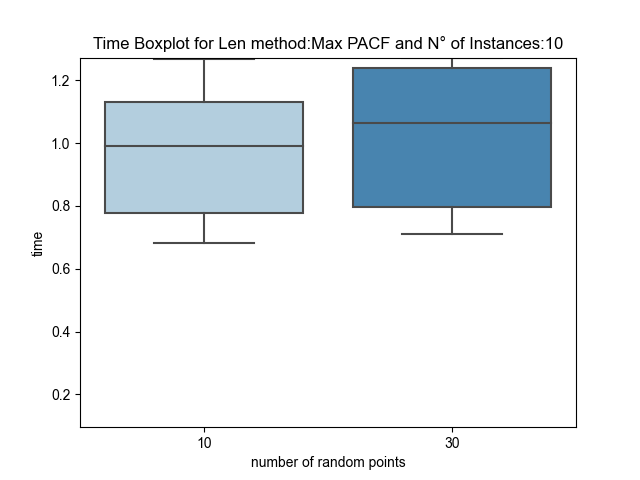 Time Boxplot for Len method:Max PACF and N° of Instances:10
1.2
1.0
0.8
0.6
0.4
0.2
time
10
30
number of random points